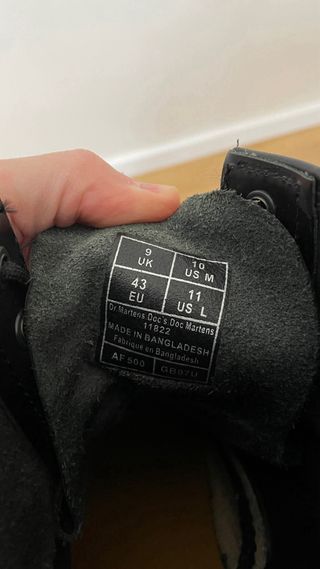 9 UK
10 US M
43 EU
11 US L
Dr Martens Doc's Doc Martens
11822
MADE IN BANGLADESH
Fabriqué en Bangladesh
AF500 GB07U